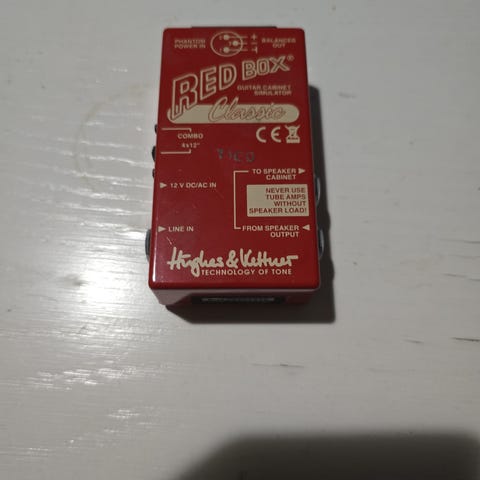 PHANTOM
POWER IN
+
-
BALANCED
OUT
RED BOX®
GUITAR CABINET
SIMULATOR
Classic
CE
COMBO
4x12"
12 V DC/AC IN
TO SPEAKER
CABINET
NEVER USE
TUBE AMPS
WITHOUT
SPEAKER LOAD!
LINE IN
FROM SPEAKER
OUTPUT
Hughes & Kettner
TECHNOLOGY OF TONE